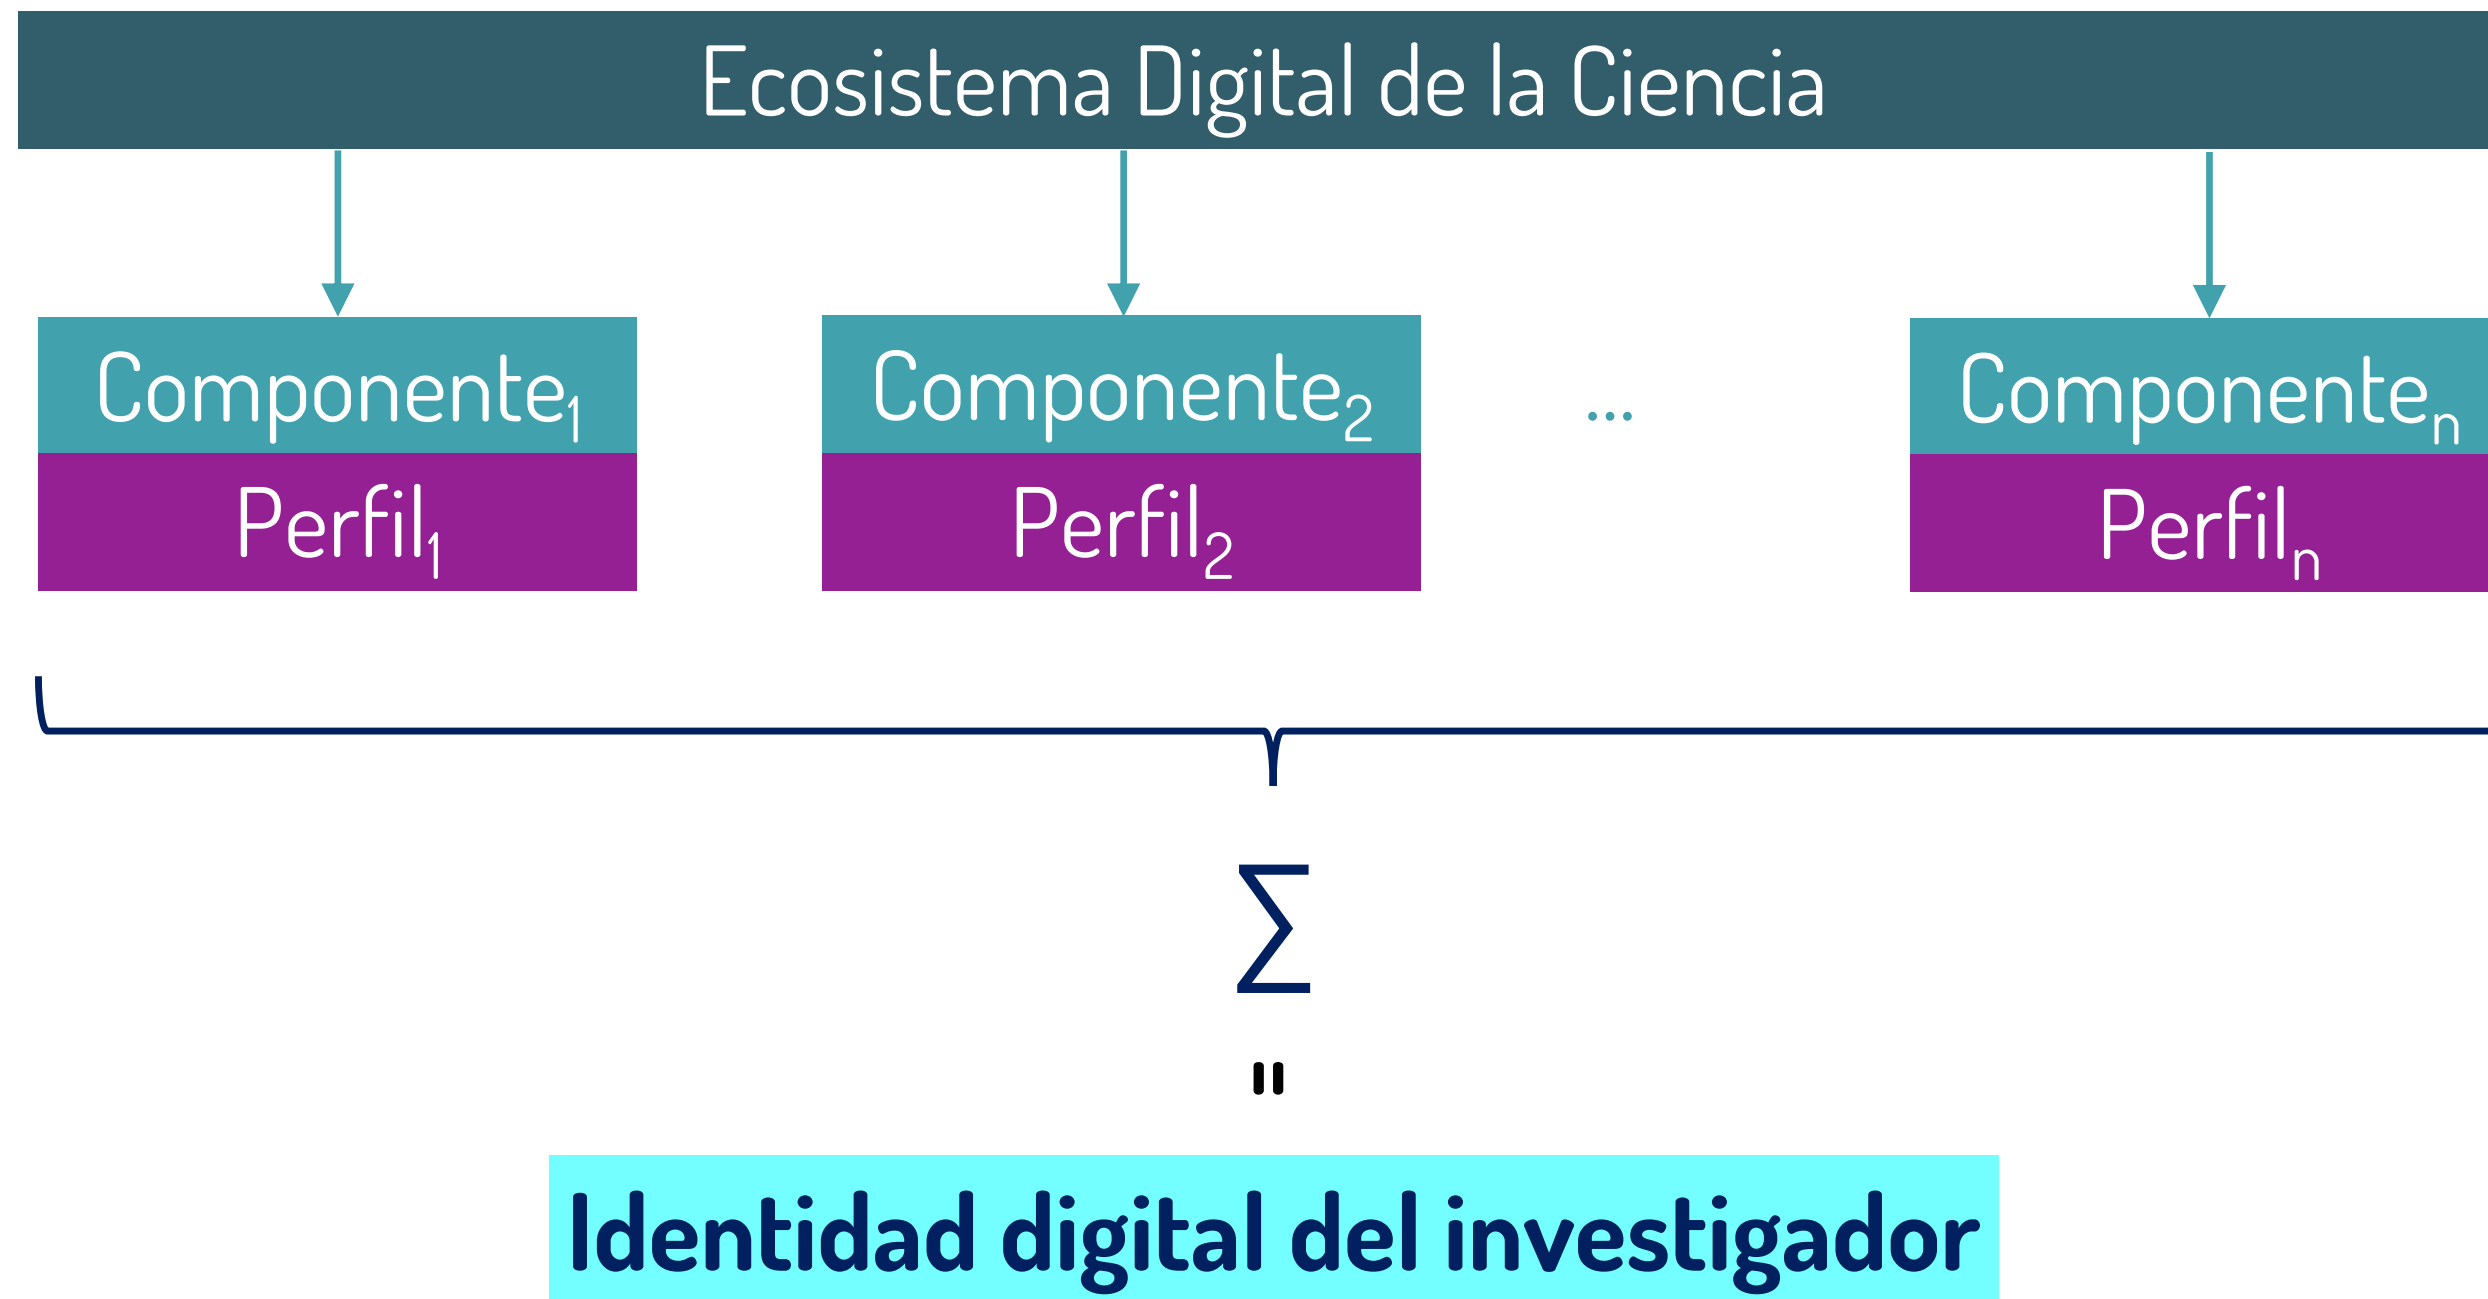 Ecosistema Digital de la Ciencia
Componente₁ Componente₂ ... Componenteₙ
Perfil₁ Perfil₂ Perfilₙ
∑
=
Identidad digital del investigador